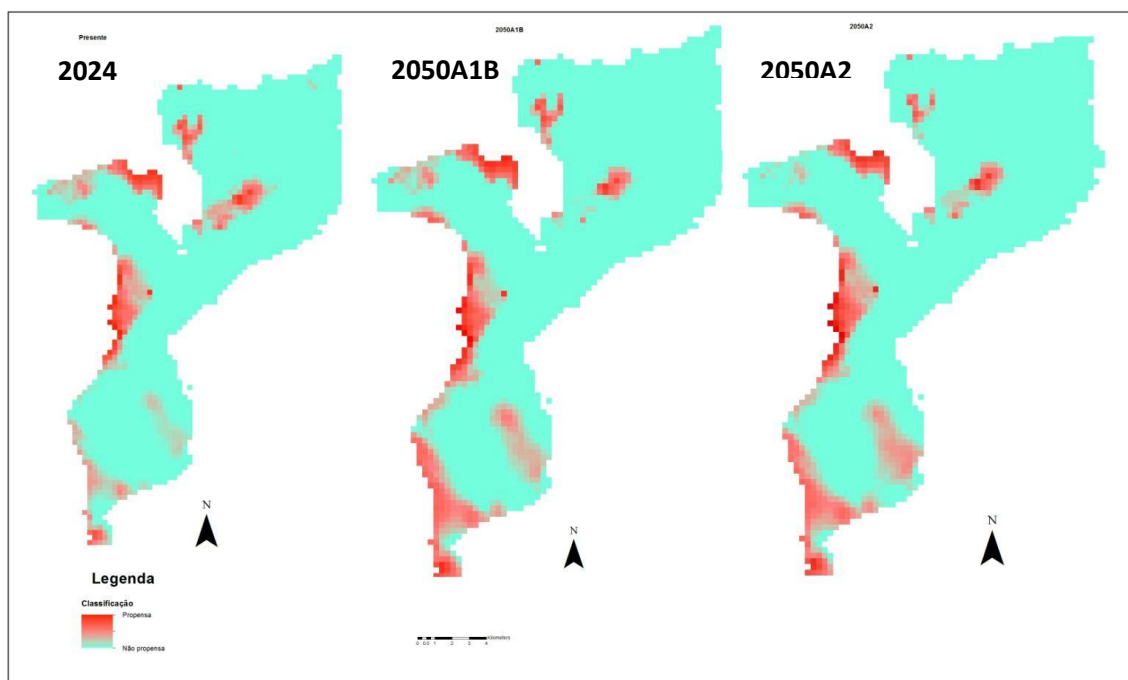 Presente
2024
2050A1B
2050A1B
2050A2
2050A2
N
N
N
Legenda
Classificação
Propensa
Não propensa
Kilometers